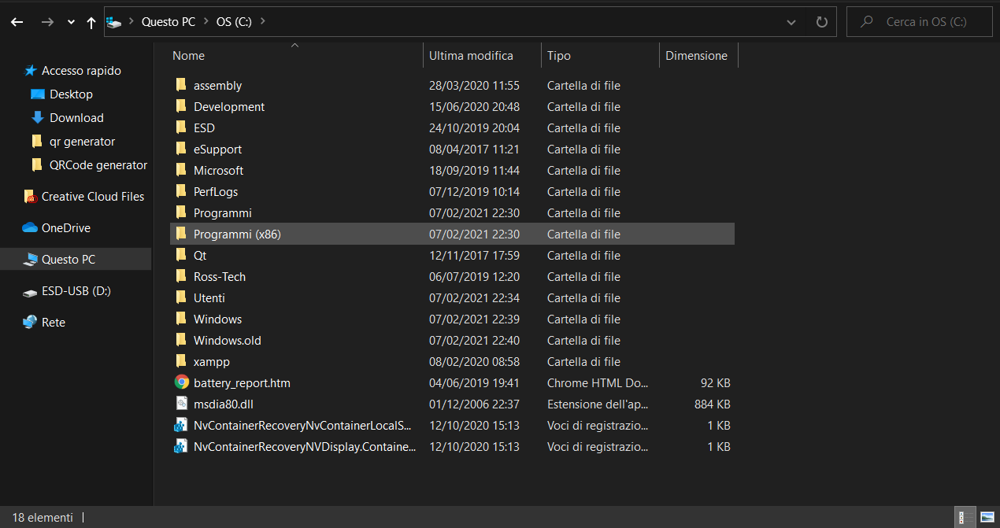 Questo PC OS (C:) Cerca in OS (C:)
Nome Ultima modifica Tipo Dimensione
Accesso rapido
Desktop
Download
qr generator
QRCode generator
Creative Cloud Files
OneDrive
Questo PC
ESD-USB (D:)
Rete
assembly 28/03/2020 11:55 Cartella di file
Development 15/06/2020 20:48 Cartella di file
ESD 24/10/2019 20:04 Cartella di file
eSupport 08/04/2017 11:21 Cartella di file
Microsoft 18/09/2019 11:44 Cartella di file
PerfLogs 07/12/2019 10:14 Cartella di file
Programmi 07/02/2021 22:30 Cartella di file
Programmi (x86) 07/02/2021 22:30 Cartella di file
Qt 12/11/2017 17:59 Cartella di file
Ross-Tech 06/07/2019 12:20 Cartella di file
Utenti 07/02/2021 22:34 Cartella di file
Windows 07/02/2021 22:39 Cartella di file
Windows.old 07/02/2021 22:40 Cartella di file
xampp 08/02/2020 08:58 Cartella di file
battery_report.htm 04/06/2019 19:41 Chrome HTML Do... 92 KB
msdia80.dll 01/12/2006 22:37 Estensione dell'ap... 884 KB
NvContainerRecoveryNvContainerLocalS... 12/10/2020 15:13 Voci di registrazio... 1 KB
NvContainerRecoveryNVDisplay.Containe... 12/10/2020 15:13 Voci di registrazio... 1 KB
18 elementi